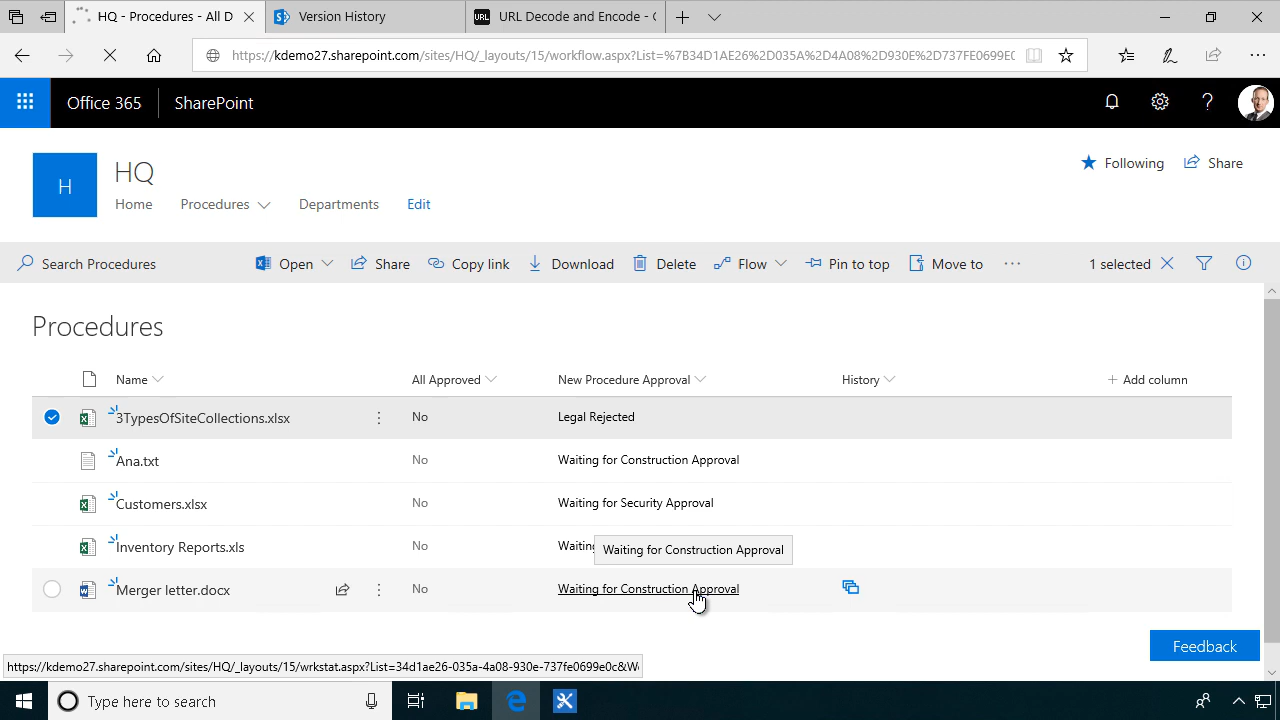 HQ - Procedures - All D
Version History
URL Decode and Encode - C
https://kdemo27.sharepoint.com/sites/HQ/_layouts/15/workflow.aspx?List=%7B34D1AE26%2D035A%2D4A08%2D930E%2D737FE0699E0
Office 365
SharePoint
H
HQ
Following
Share
Home
Procedures
Departments
Edit
Search Procedures
Open
Share
Copy link
Download
Delete
Flow
Pin to top
Move to
1 selected
Procedures
Name
All Approved
New Procedure Approval
History
+ Add column
3TypesOfSiteCollections.xlsx
No
Legal Rejected
Ana.txt
No
Waiting for Construction Approval
Customers.xlsx
No
Waiting for Security Approval
Inventory Reports.xls
No
Waiting for Construction Approval
Merger letter.docx
No
Waiting for Construction Approval
Feedback
https://kdemo27.sharepoint.com/sites/HQ/_layouts/15/wrkstat.aspx?List=34d1ae26-035a-4a08-930e-737fe0699e0c&W
Type here to search